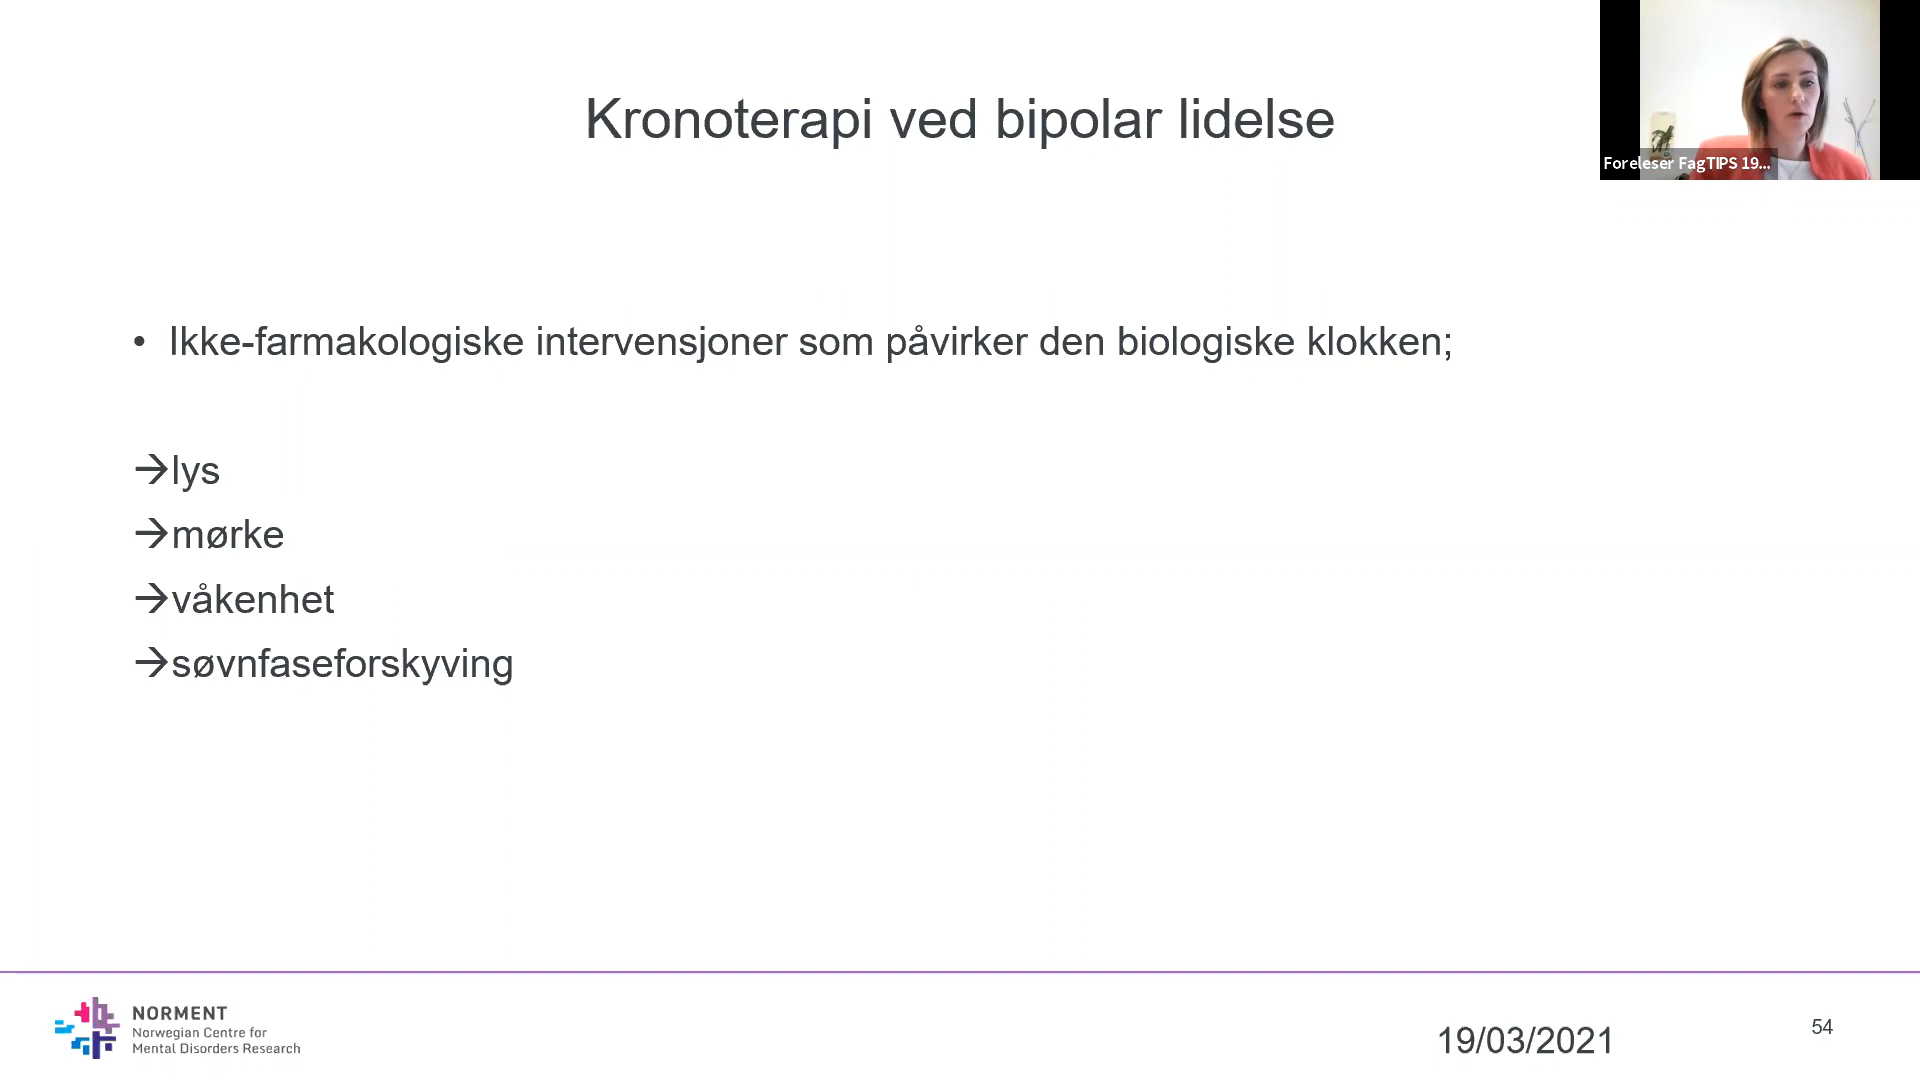 Kronoterapi ved bipolar lidelse
Foreleser FagTIPS 19...
• Ikke-farmakologiske intervensjoner som påvirker den biologiske klokken;
→lys
→mørke
→våkenhet
→søvnfaseforskyving
NORMENT
Norwegian Centre for
Mental Disorders Research
19/03/2021
54